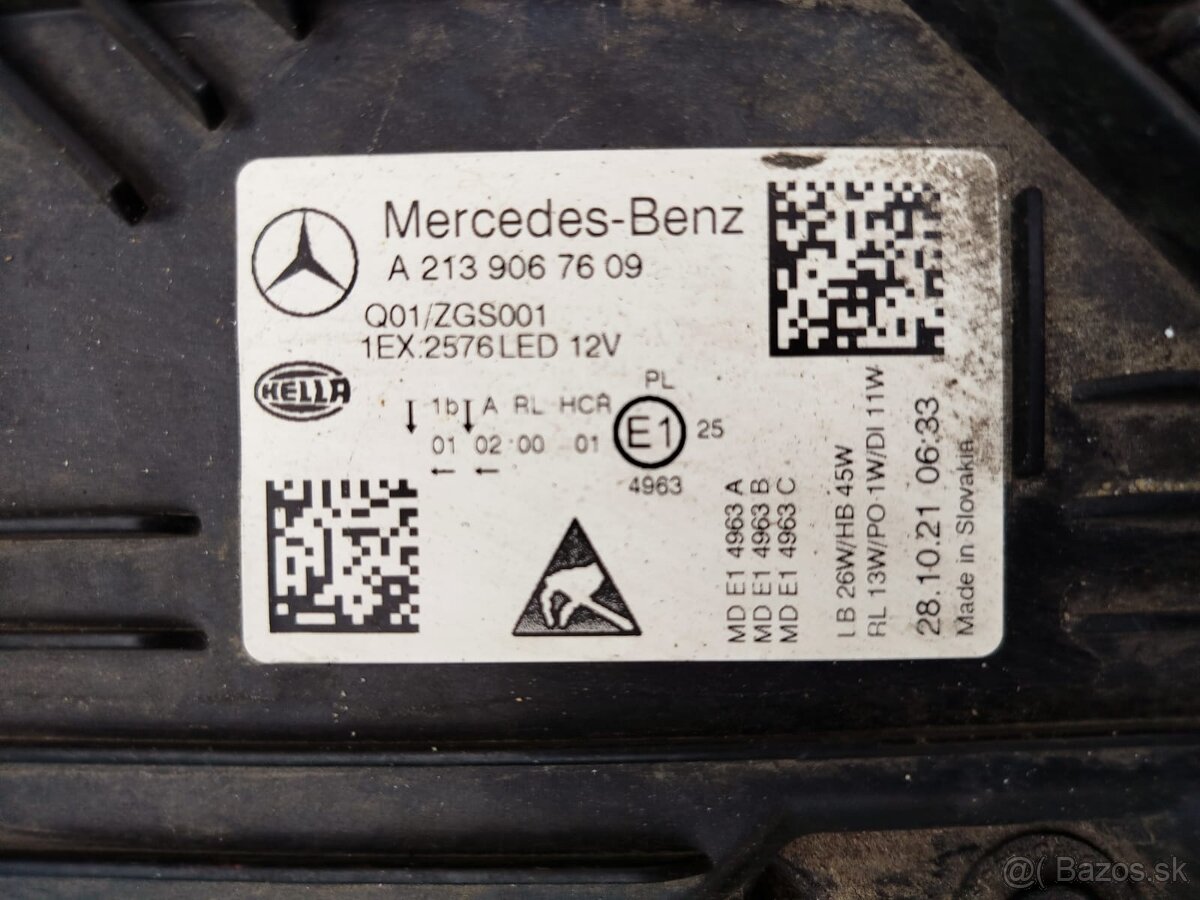 Mercedes-Benz
A 213 906 76 09
Q01/ZGS001
1EX.2576 LED 12V
HELLA
1b A RL HCR
01 02 00 01
PL
E1
25
4963
MD E1 4963 A
MD E1 4963 B
MD E1 4963 C
LB 26W/HB 45W
RL 13W/PO 1W/DI 11W
28.10.21 06:33
Made in Slovakia
@( Bazos.sk